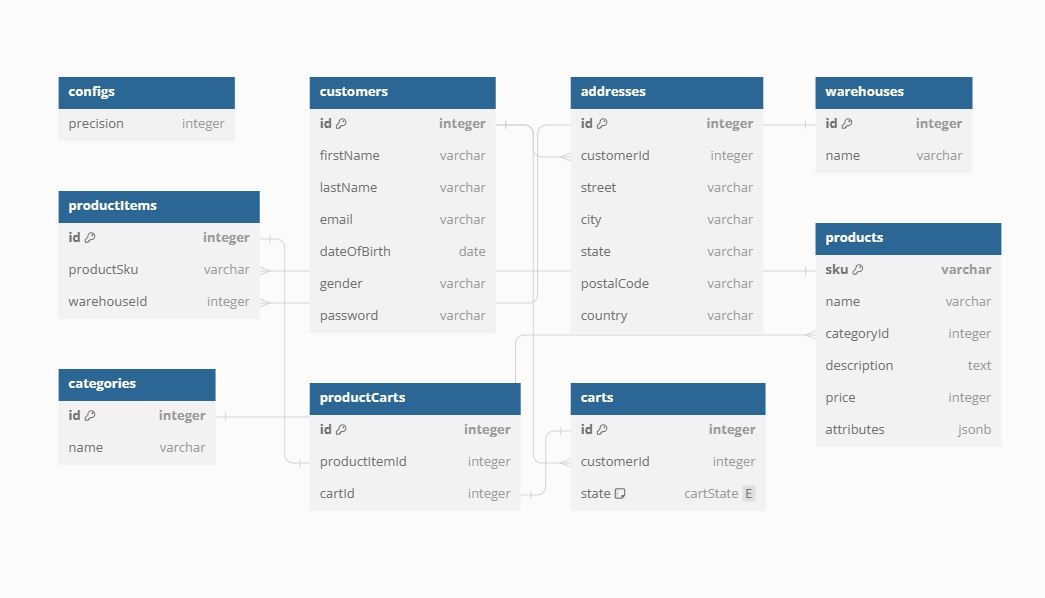 configs
precision integer
customers
id integer
firstName varchar
lastName varchar
email varchar
dateOfBirth date
gender varchar
password varchar
addresses
id integer
customerId integer
street varchar
city varchar
state varchar
postalCode varchar
country varchar
warehouses
id integer
name varchar
productItems
id integer
productSku varchar
warehouseId integer
products
sku varchar
name varchar
categoryId integer
description text
price integer
attributes jsonb
categories
id integer
name varchar
productCarts
id integer
productItemId integer
cartId integer
carts
id integer
customerId integer
state cartState E